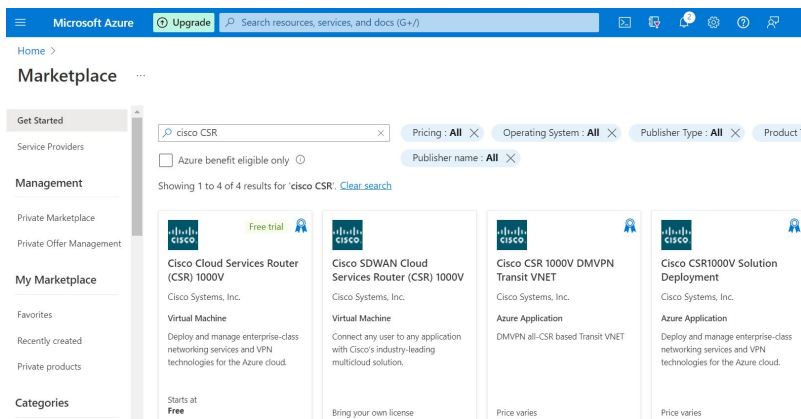 Microsoft Azure
Upgrade
Search resources, services, and docs (G+/)
2
Home >
Marketplace ...
Get Started
Service Providers
Management
Private Marketplace
Private Offer Management
My Marketplace
Favorites
Recently created
Private products
Categories
cisco CSR
Pricing : All
Operating System : All
Publisher Type : All
Product
Azure benefit eligible only
Publisher name : All
Showing 1 to 4 of 4 results for 'cisco CSR'. Clear search
CISCO
Free trial
Cisco Cloud Services Router
(CSR) 1000V
Cisco Systems, Inc.
Virtual Machine
Deploy and manage enterprise-class
networking services and VPN
technologies for the Azure cloud.
Starts at
Free
CISCO
Cisco SDWAN Cloud
Services Router (CSR) 1000V
Cisco Systems, Inc.
Virtual Machine
Connect any user to any application
with Cisco's industry-leading
multicloud solution.
Bring your own license
CISCO
Cisco CSR 1000V DMVPN
Transit VNET
Cisco Systems, Inc.
Azure Application
DMVPN all-CSR based Transit VNET
Price varies
CISCO
Cisco CSR1000V Solution
Deployment
Cisco Systems, Inc.
Azure Application
Deploy and manage enterprise-class
networking services and VPN
technologies for the Azure cloud.
Price varies